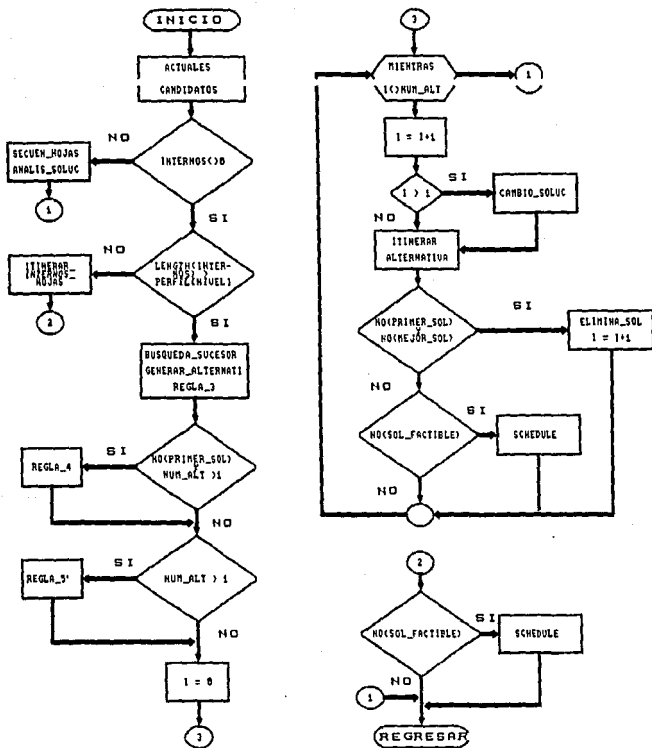 INICIO
ACTUALES
CANDIDATOS
INTERNOS<>0
NO
SECUEN_HOJAS
ANALIS_SOLUC
1
SI
LENGTH(INTER-
NOS) >
PERFIL[NIVEL]
NO
ITINERAR_
INTERNOS_
HOJAS
2
SI
BUSQUEDA_SUCESOR
GENERAR_ALTERNATI
REGLA_3
NO(PRIMER_SOL)
Y
NUM_ALT >1
SI
REGLA_4
NO
NUM_ALT > 1
SI
REGLA_5'
NO
I = 0
3
3
MIENTRAS
I<>NUM_ALT
1
I = I+1
I > 1
SI
CAMBIO_SOLUC
NO
ITINERAR
ALTERNATIVA
NO(PRIMER_SOL)
Y
NO(MEJOR_SOL)
SI
ELIMINA_SOL
I = I+1
NO
NO(SOL_FACTIBLE)
SI
SCHEDULE
NO
2
NO(SOL_FACTIBLE)
SI
SCHEDULE
NO
1
REGRESAR